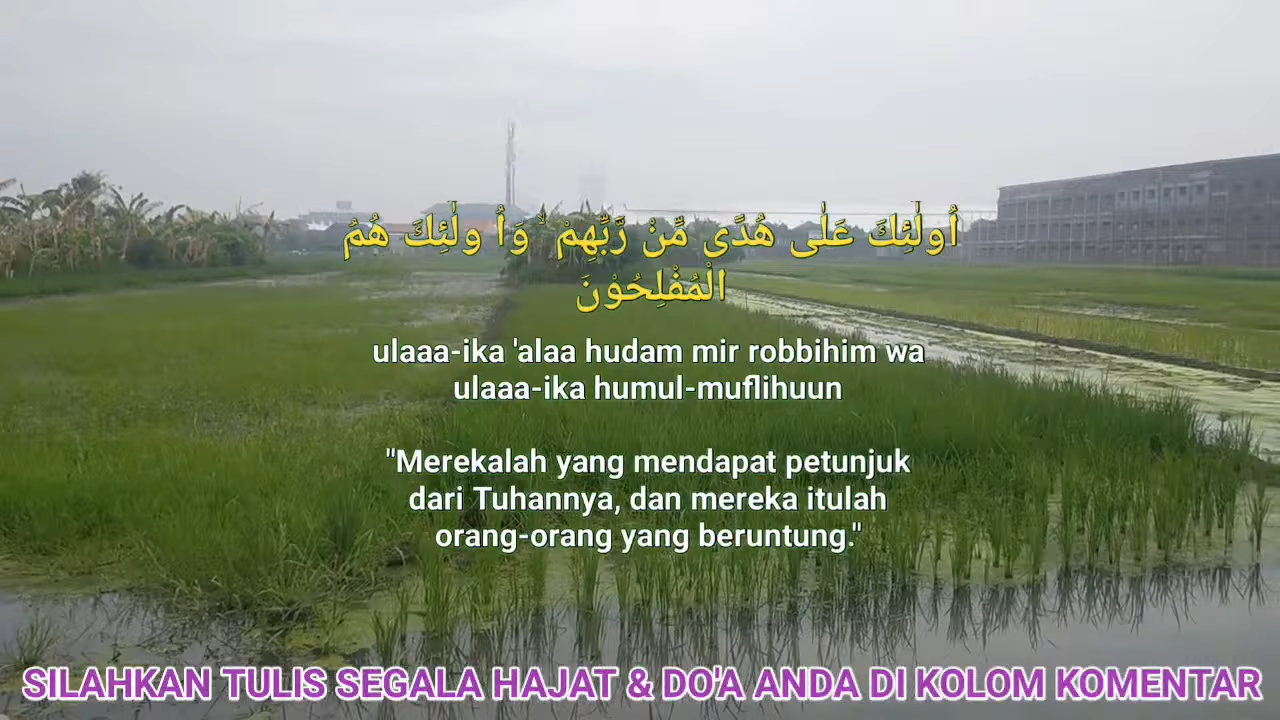 اُولٰٓئِكَ عَلٰى هُدًى مِّنْ رَّبِّهِمْ ۙ وَاُ ولٰٓئِكَ هُمُ
الْمُفْلِحُوْنَ
ulaaa-ika 'alaa hudam mir robbihim wa
ulaaa-ika humul-muflihuun
"Merekalah yang mendapat petunjuk
dari Tuhannya, dan mereka itulah
orang-orang yang beruntung."
SILAHKAN TULIS SEGALA HAJAT & DO'A ANDA DI KOLOM KOMENTAR